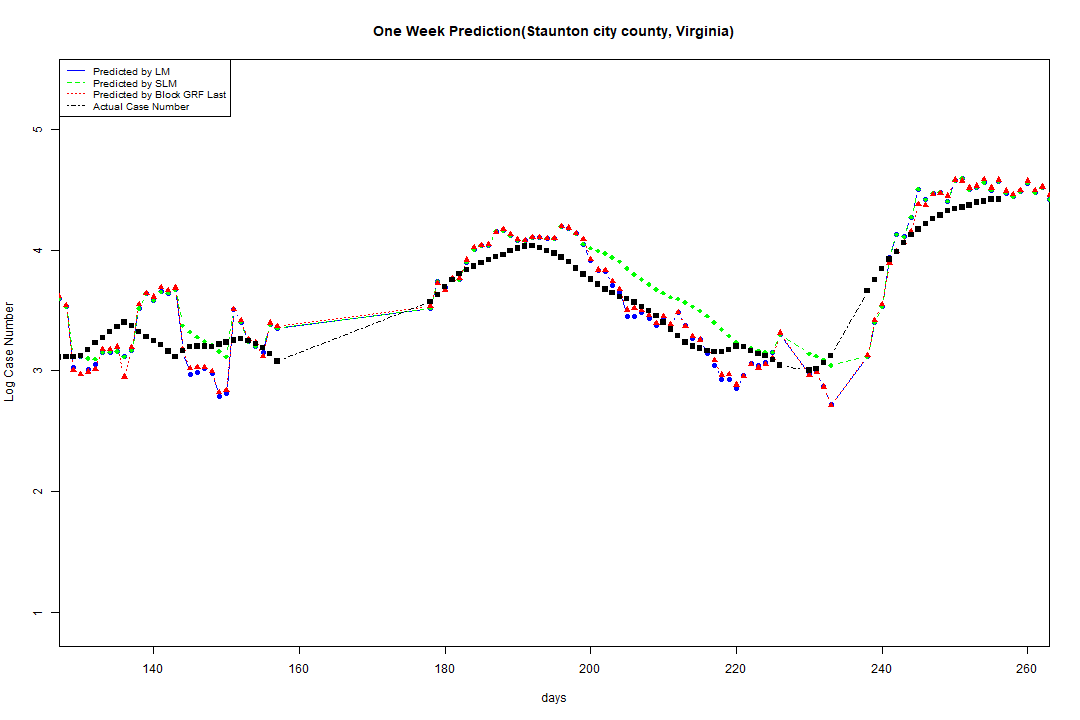 One Week Prediction(Staunton city county, Virginia)
Predicted by LM
Predicted by SLM
Predicted by Block GRF Last
Actual Case Number
5
4
3
2
1
Log Case Number
140 160 180 200 220 240 260
days